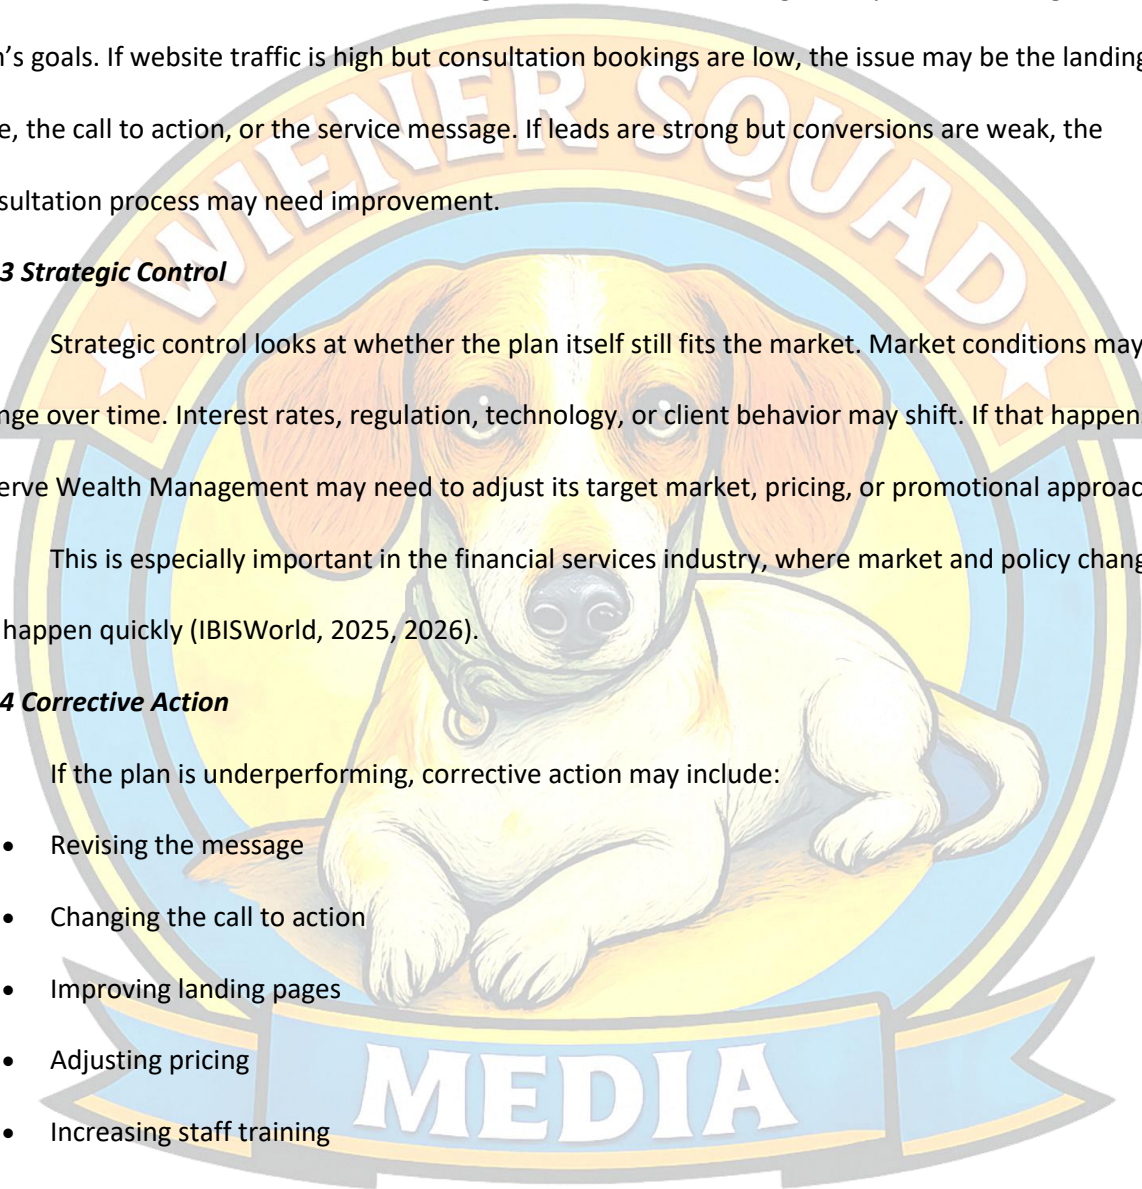 WIENER SQUAD
n's goals. If website traffic is high but consultation bookings are low, the issue may be the landing
e, the call to action, or the service message. If leads are strong but conversions are weak, the
sultation process may need improvement.
3 Strategic Control
Strategic control looks at whether the plan itself still fits the market. Market conditions may
nge over time. Interest rates, regulation, technology, or client behavior may shift. If that happen
erve Wealth Management may need to adjust its target market, pricing, or promotional approac
This is especially important in the financial services industry, where market and policy chang
happen quickly (IBISWorld, 2025, 2026).
4 Corrective Action
If the plan is underperforming, corrective action may include:
• Revising the message
• Changing the call to action
• Improving landing pages
• Adjusting pricing
• Increasing staff training
MEDIA